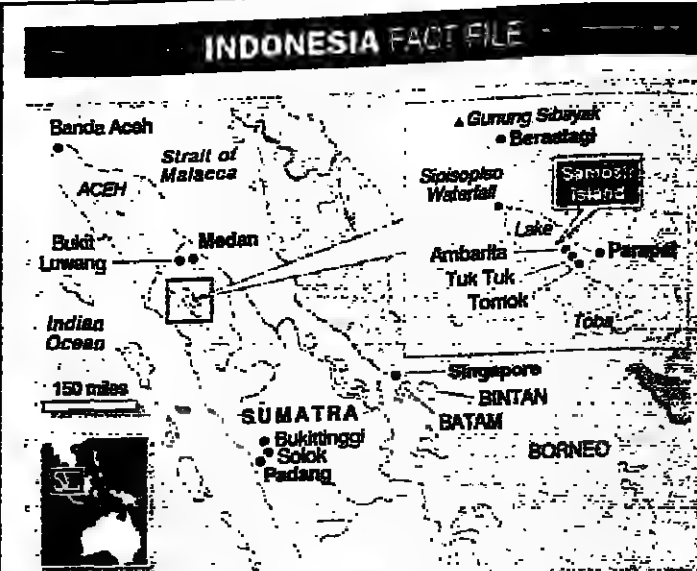 INDONESIA FACT FILE
Banda Aceh
ACEH
Strait of
Malacca
Bukit
Luwang
Medan
Indian
Ocean
150 miles
SUMATRA
Bukittinggi
Solok
Padang
Singapore
BINTAN
BATAM
BORNEO
Gunung Sibayak
Berastagi
Sipisopiso
Waterfall
Samosir
Island
Lake
Ambarita
Parapat
Tuk Tuk
Tomok
Toba